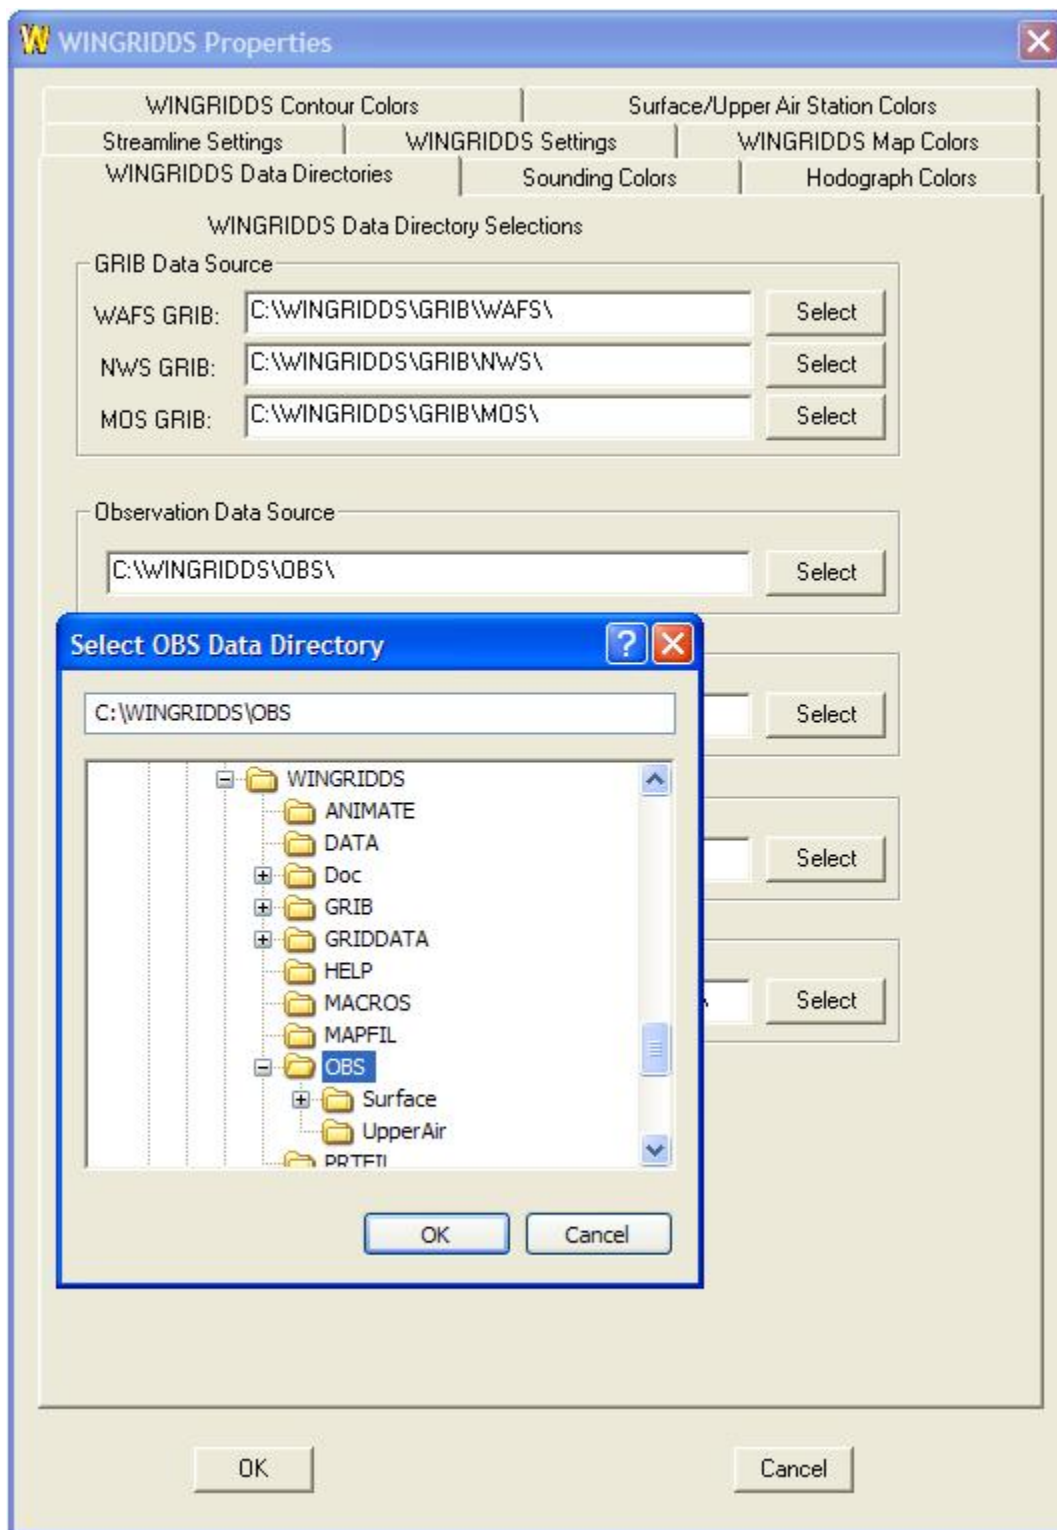 WINGRIDDS Properties
WINGRIDDS Contour Colors
Surface/Upper Air Station Colors
Streamline Settings
WINGRIDDS Settings
WINGRIDDS Map Colors
WINGRIDDS Data Directories
Sounding Colors
Hodograph Colors
WINGRIDDS Data Directory Selections
GRIB Data Source
WAFS GRIB: C:\WINGRIDDS\GRIB\WAFS\ Select
NWS GRIB: C:\WINGRIDDS\GRIB\NWS\ Select
MOS GRIB: C:\WINGRIDDS\GRIB\MOS\ Select
Observation Data Source
C:\WINGRIDDS\OBS\ Select
Select OBS Data Directory
C:\WINGRIDDS\OBS
WINGRIDDS
ANIMATE
DATA
Doc
GRIB
GRIDDATA
HELP
MACROS
MAPFIL
OBS
Surface
UpperAir
PRTFIL
OK Cancel
Select
Select
Select
OK Cancel